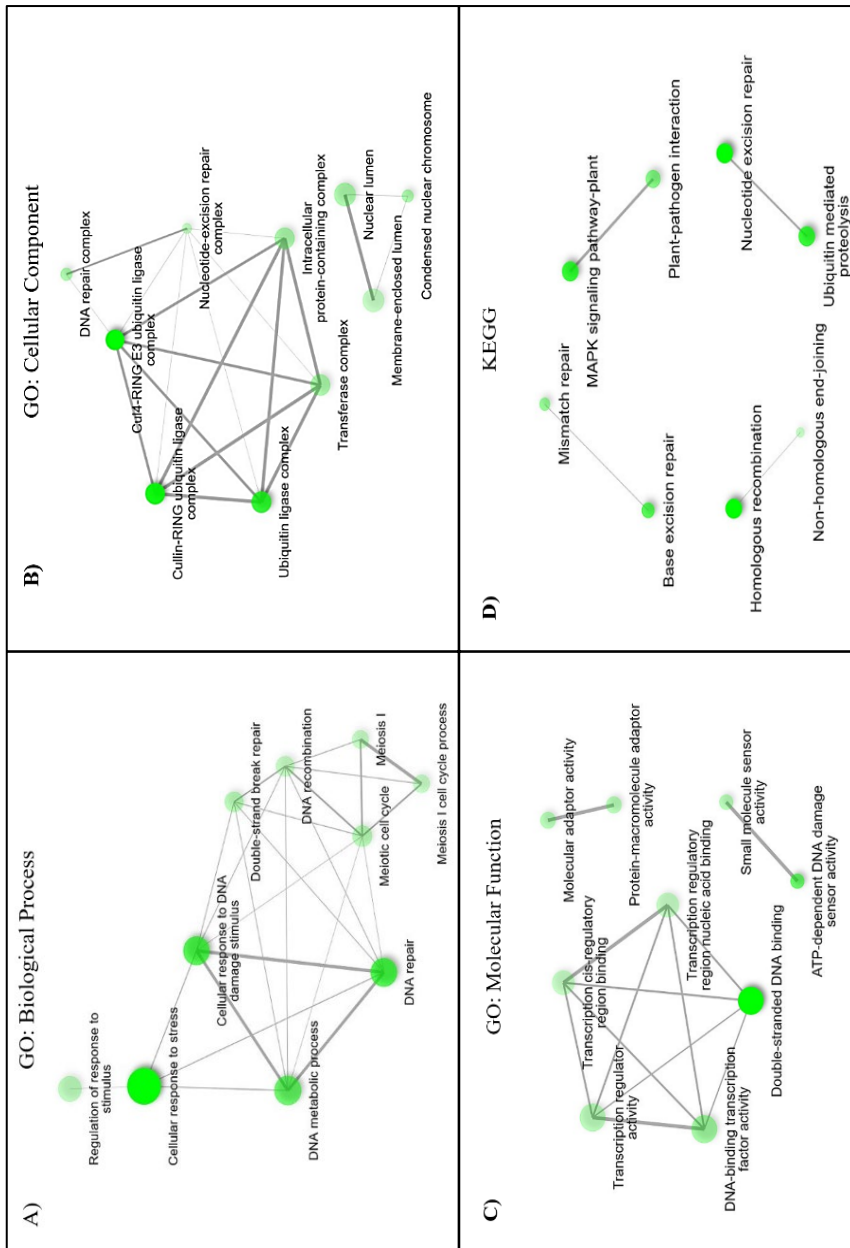 A)
GO: Biological Process
Regulation of response to
stimulus
Cellular response to stress
Cellular response to DNA
damage stimulus
Double-strand break repair
DNA recombination
DNA metabolic process
Meiotic cell cycle
Meiosis I
DNA repair
Meiosis I cell cycle process
B)
GO: Cellular Component
DNA repair complex
Cul4-RING E3 ubiquitin ligase
complex
Nucleotide-excision repair
complex
Cullin-RING ubiquitin ligase
complex
Intracellular
protein-containing complex
Ubiquitin ligase complex
Transferase complex
Nuclear lumen
Membrane-enclosed lumen
Condensed nuclear chromosome
C)
GO: Molecular Function
Transcription cis-regulatory
region binding
Molecular adaptor activity
Transcription regulator
activity
Protein-macromolecule adaptor
activity
Transcription regulatory
region nucleic acid binding
DNA-binding transcription
factor activity
Small molecule sensor
activity
Double-stranded DNA binding
ATP-dependent DNA damage
sensor activity
D)
KEGG
Mismatch repair
MAPK signaling pathway-plant
Base excision repair
Plant-pathogen interaction
Homologous recombination
Nucleotide excision repair
Non-homologous end-joining
Ubiquitin mediated
proteolysis